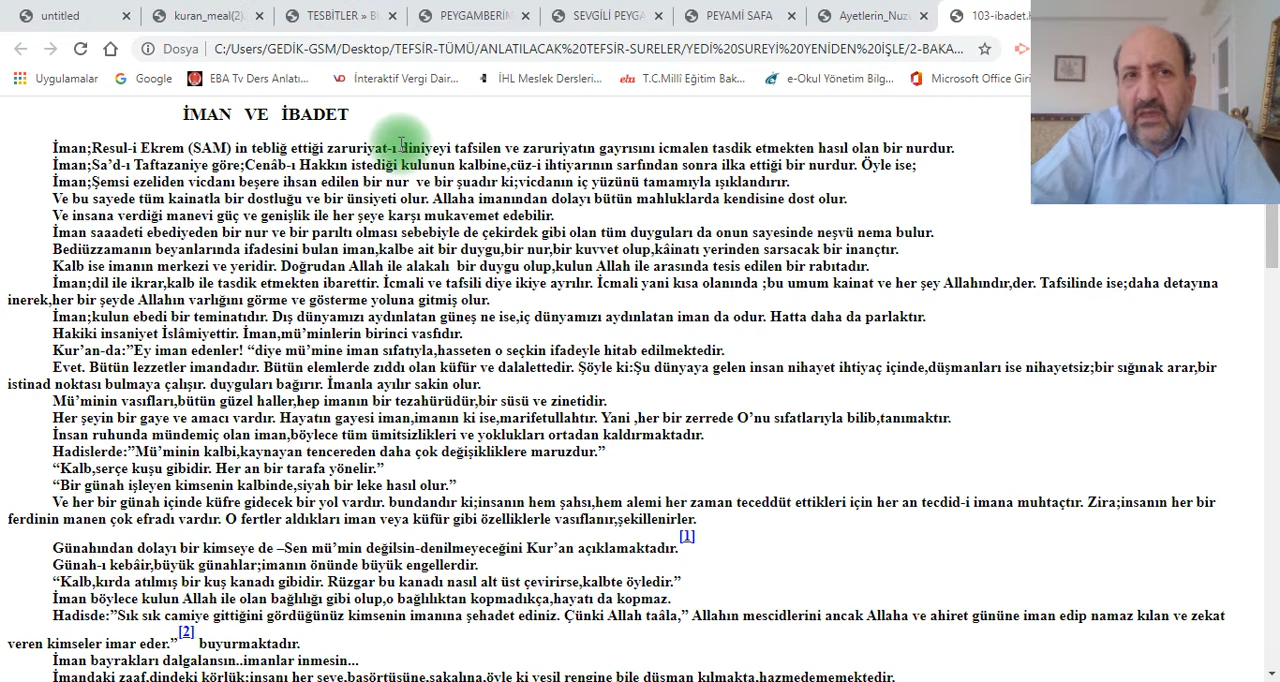 untitled
kuran_meal(2).
TESBİTLER » B
PEYGAMBERİM
SEVGİLİ PEYGA
PEYAMİ SAFA
Ayetlerin_Nuzu
103-ibadet.H
Dosya
C:/Users/GEDİK-GSM/Desktop/TEFSİR-TÜMÜ/ANLATILACAK%20TEFSİR-SURELER/YEDİ%20SUREYİ%20YENİDEN%20İŞLE/2-BAKA...
Uygulamalar
Google
EBA Tv Ders Anlatı...
İnteraktif Vergi Dair...
İHL Meslek Dersleri...
T.C.Millî Eğitim Bak...
e-Okul Yönetim Bilg...
Microsoft Office Giri
İMAN VE İBADET
İman;Resul-i Ekrem (SAM) in tebliğ ettiği zaruriyat-ı diniyeyi tafsilen ve zaruriyatın gayrısını icmalen tasdik etmekten hasıl olan bir nurdur.
İman;Sa’d-ı Taftazaniye göre;Cenâb-ı Hakkın istediği kulunun kalbine,cüz-i ihtiyarının sarfından sonra ilka ettiği bir nurdur. Öyle ise;
İman;Şemsi ezeliden vicdanı beşere ihsan edilen bir nur ve bir şuadır ki;vicdanın iç yüzünü tamamıyla ışıklandırır.
Ve bu sayede tüm kainatla bir dostluğu ve bir ünsiyeti olur. Allaha imanından dolayı bütün mahluklarda kendisine dost olur.
Ve insana verdiği manevi güç ve genişlik ile her şeye karşı mukavemet edebilir.
İman saaadeti ebediyeden bir nur ve bir parıltı olması sebebiyle de çekirdek gibi olan tüm duyguları da onun sayesinde neşvü nema bulur.
Bediüzzamanın beyanlarında ifadesini bulan iman,kalbe ait bir duygu,bir nur,bir kuvvet olup,kâinatı yerinden sarsacak bir inançtır.
Kalb ise imanın merkezi ve yeridir. Doğrudan Allah ile alakalı bir duygu olup,kulun Allah ile arasında tesis edilen bir rabıtadır.
İman;dil ile ikrar,kalb ile tasdik etmekten ibarettir. İcmali ve tafsili diye ikiye ayrılır. İcmali yani kısa olanında ;bu umum kainat ve her şey Allahındır,der. Tafsilinde ise;daha detayına
inerek,her bir şeyde Allahın varlığını görme ve gösterme yoluna gitmiş olur.
İman;kulun ebedi bir teminatıdır. Dış dünyamızı aydınlatan güneş ne ise,iç dünyamızı aydınlatan iman da odur. Hatta daha da parlaktır.
Hakiki insaniyet İslâmiyettir. İman,mü’minlerin birinci vasfıdır.
Kur’an-da:”Ey iman edenler! “diye mü’mine iman sıfatıyla,hasseten o seçkin ifadeyle hitab edilmektedir.
Evet. Bütün lezzetler imandadır. Bütün elemlerde zıddı olan küfür ve dalalettedir. Şöyle ki:Şu dünyaya gelen insan nihayet ihtiyaç içinde,düşmanları ise nihayetsiz;bir sığınak arar,bir
istinad noktası bulmaya çalışır. duyguları bağırır. İmanla ayılır sakin olur.
Mü’minin vasıfları,bütün güzel haller,hep imanın bir tezahürüdür,bir süsü ve zinetidir.
Her şeyin bir gaye ve amacı vardır. Hayatın gayesi iman,imanın ki ise,marifetullahtır. Yani ,her bir zerrede O’nu sıfatlarıyla bilib,tanımaktır.
İnsan ruhunda mündemiç olan iman,böylece tüm ümitsizlikleri ve yoklukları ortadan kaldırmaktadır.
Hadislerde:”Mü’minin kalbi,kaynayan tencereden daha çok değişikliklere maruzdur.”
“Kalb,serçe kuşu gibidir. Her an bir tarafa yönelir.”
“Bir günah işleyen kimsenin kalbinde,siyah bir leke hasıl olur.”
Ve her bir günah içinde küfre gidecek bir yol vardır. bundandır ki;insanın hem şahsı,hem alemi her zaman teceddüt ettikleri için her an tecdid-i imana muhtaçtır. Zira;insanın her bir
ferdinin manen çok efradı vardır. O fertler aldıkları iman veya küfür gibi özelliklerle vasıflanır,şekillenirler.
Günahından dolayı bir kimseye de –Sen mü’min değilsin-denilmeyeceğini Kur’an açıklamaktadır.[1]
Günah-ı kebâir,büyük günahlar;imanın önünde büyük engellerdir.
“Kalb,kırda atılmış bir kuş kanadı gibidir. Rüzgar bu kanadı nasıl alt üst çevirirse,kalbte öyledir.”
İman böylece kulun Allah ile olan bağlılığı gibi olup,o bağlılıktan kopmadıkça,hayatı da kopmaz.
Hadisde:”Sık sık camiye gittiğini gördüğünüz kimsenin imanına şehadet ediniz. Çünki Allah taâla,” Allahın mescidlerini ancak Allaha ve ahiret gününe iman edip namaz kılan ve zekat
veren kimseler imar eder.”[2] buyurmaktadır.
İman bayrakları dalgalansın..imanlar inmesin...
İmandaki zaaf,dindeki körlük;insanı her şeye,başörtüsüne,sakalına,öyle ki yeşil rengine bile düşman kılmakta,hazmedememektedir.